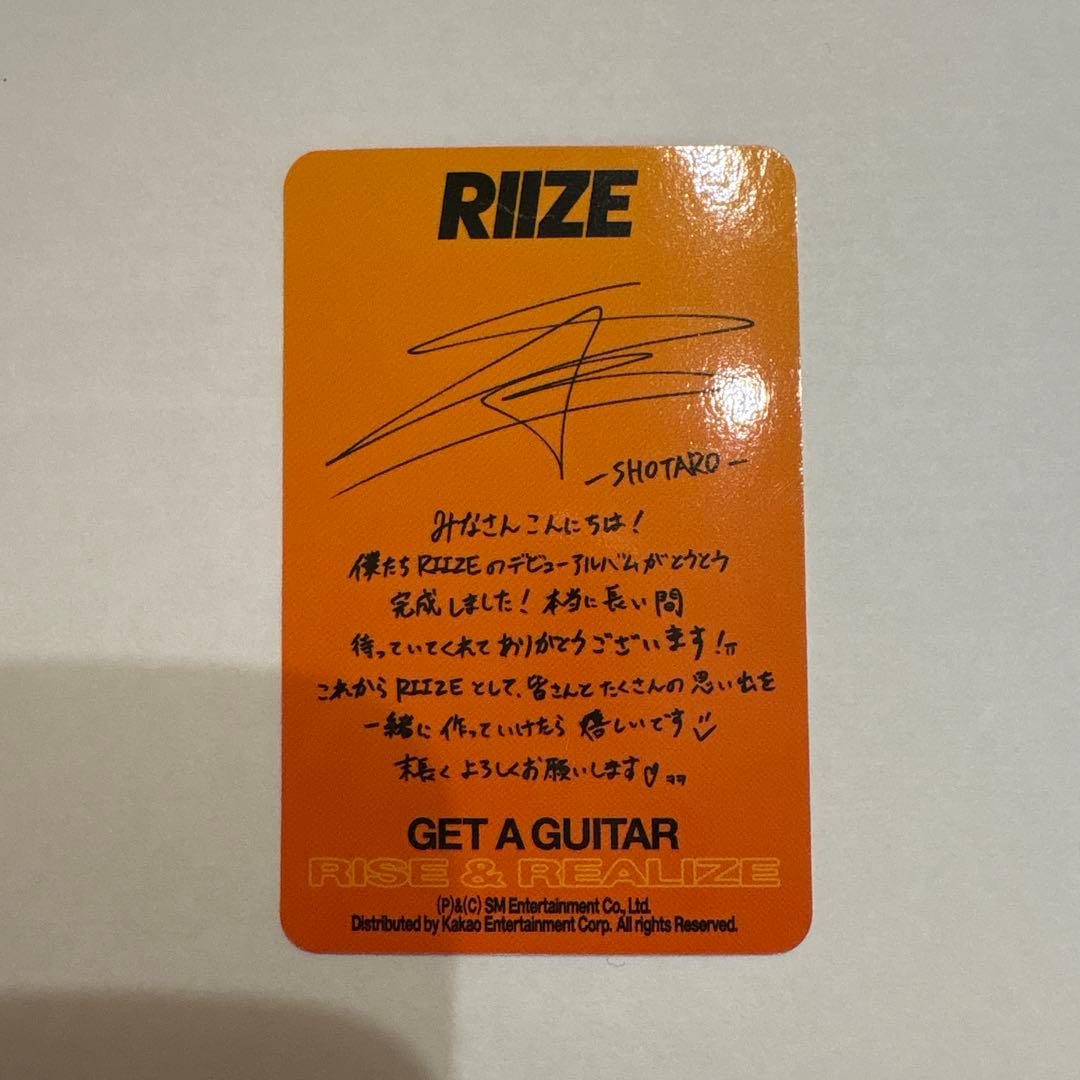 RIIZE
-SHOTARO-
みなさんこんにちは!
僕たちRIIZEのデビューアルバムがとうとう
完成しました!本当に長い間
待っていてくれてありがとうございます!π
これからRIIZEとして、皆さんとたくさんの思い出を
一緒に作っていけたら嬉しいです
末長くよろしくお願いします♡ㅋㅋ
GET A GUITAR
RISE & REALIZE
(P)&(C) SM Entertainment Co., Ltd.
Distributed by Kakao Entertainment Corp. All rights Reserved.